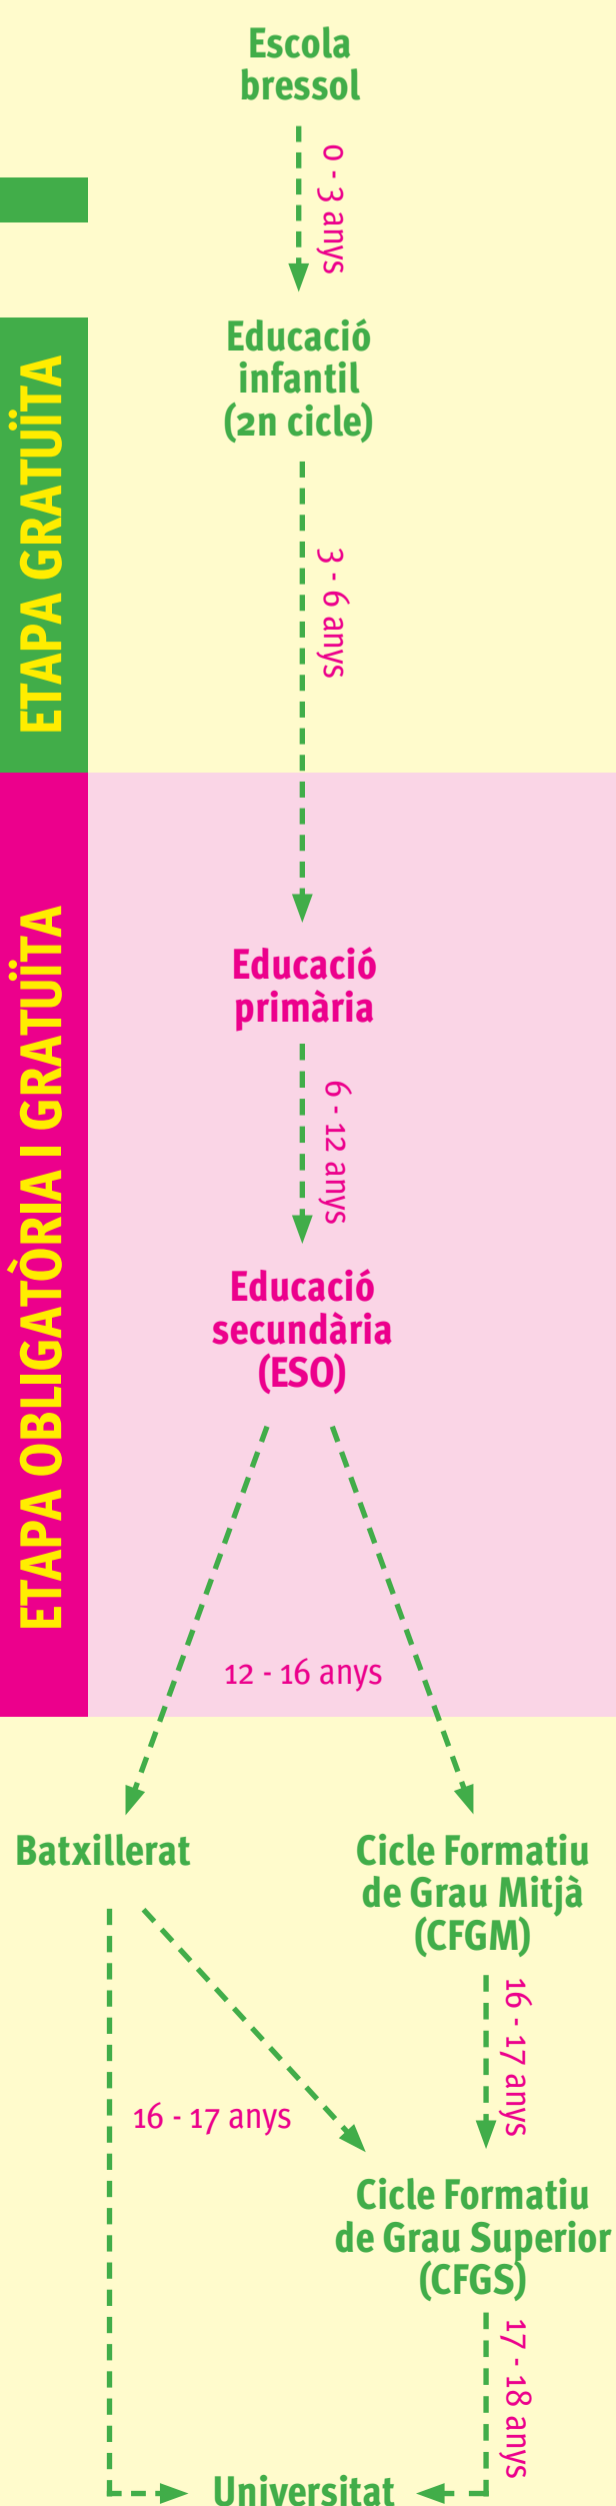 Escola
bressol
0 - 3 anys
Educació
infantil
(2n cicle)
ETAPA GRATUÏTA
3 - 6 anys
Educació
primària
6 - 12 anys
ETAPA OBLIGATÒRIA I GRATUÏTA
Educació
secundària
(ESO)
12 - 16 anys
Batxillerat
Cicle Formatiu
de Grau Mitjà
(CFGM)
16 - 17 anys
16 - 17 anys
Cicle Formatiu
de Grau Superior
(CFGS)
17 - 18 anys
Universitat